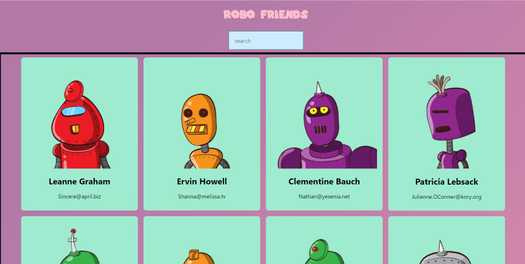 ROBO FRIENDS
search
Leanne Graham
Ervin Howell
Clementine Bauch
Patricia Lebsack
Sincere@april.biz
Shanna@melissa.tv
Nathan@yesenia.net
Julianne.OConner@kory.org